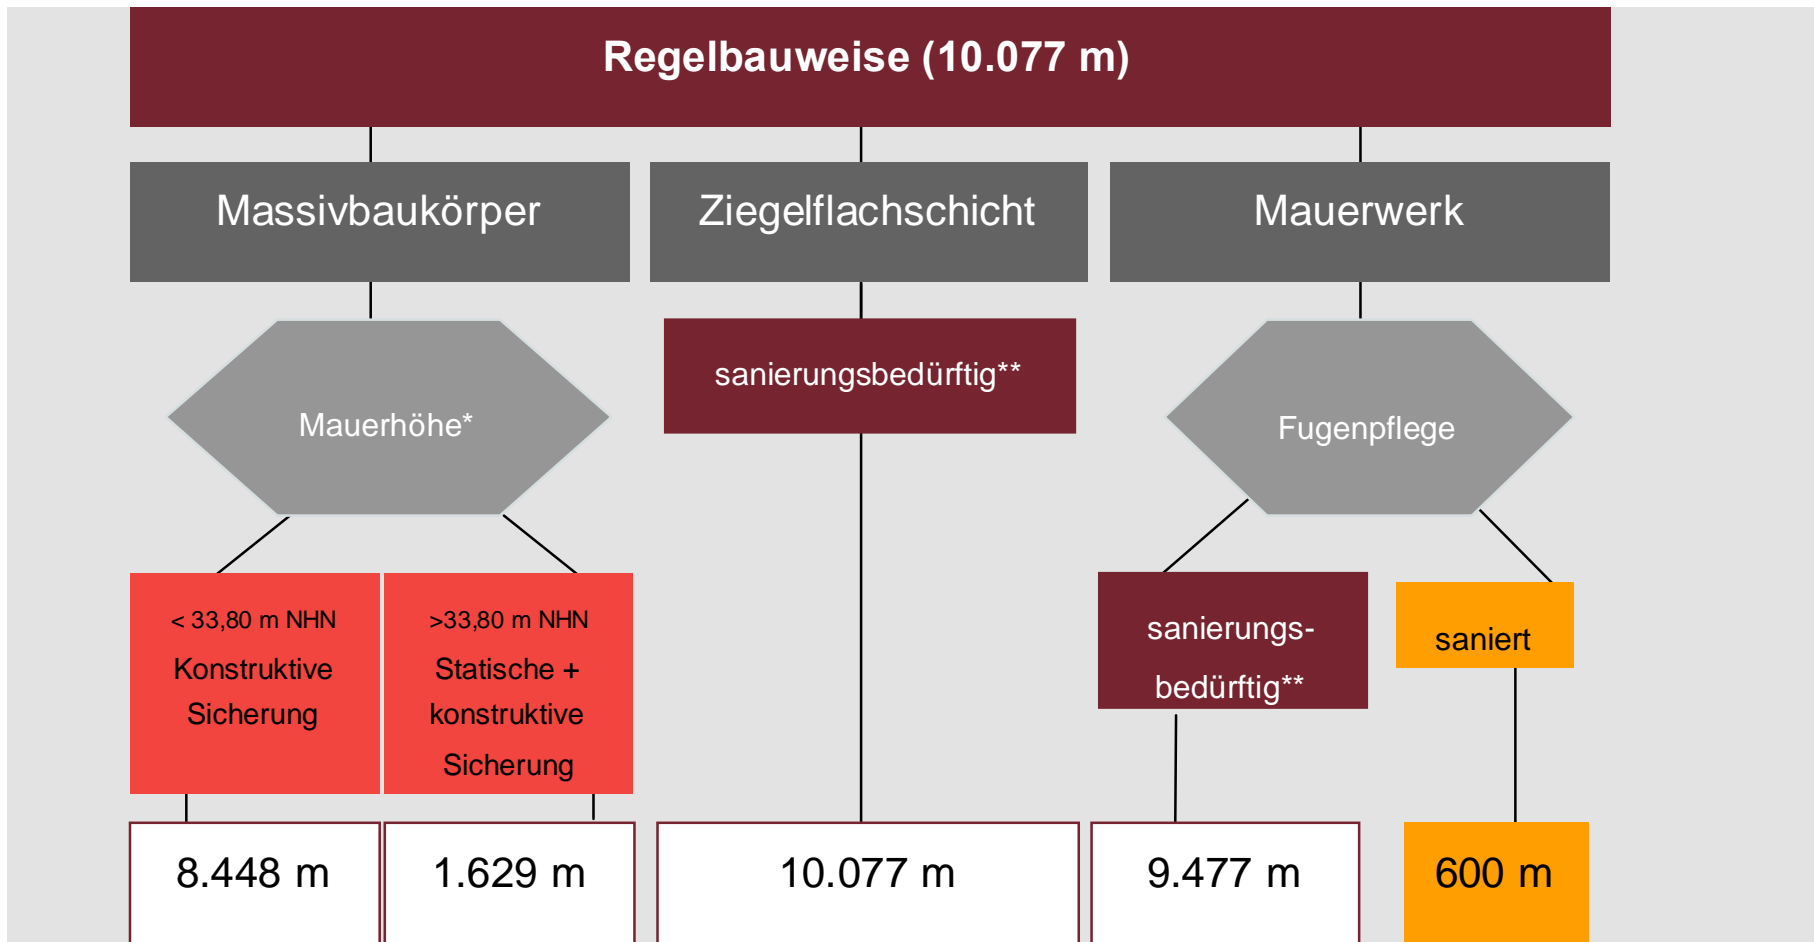 Regelbauweise (10.077 m)
Massivbaukörper
Ziegelflachschicht
Mauerwerk
Mauerhöhe*
sanierungsbedürftig**
Fugenpflege
< 33,80 m NHN
Konstruktive
Sicherung
>33,80 m NHN
Statische +
konstruktive
Sicherung
sanierungs-
bedürftig**
saniert
8.448 m
1.629 m
10.077 m
9.477 m
600 m